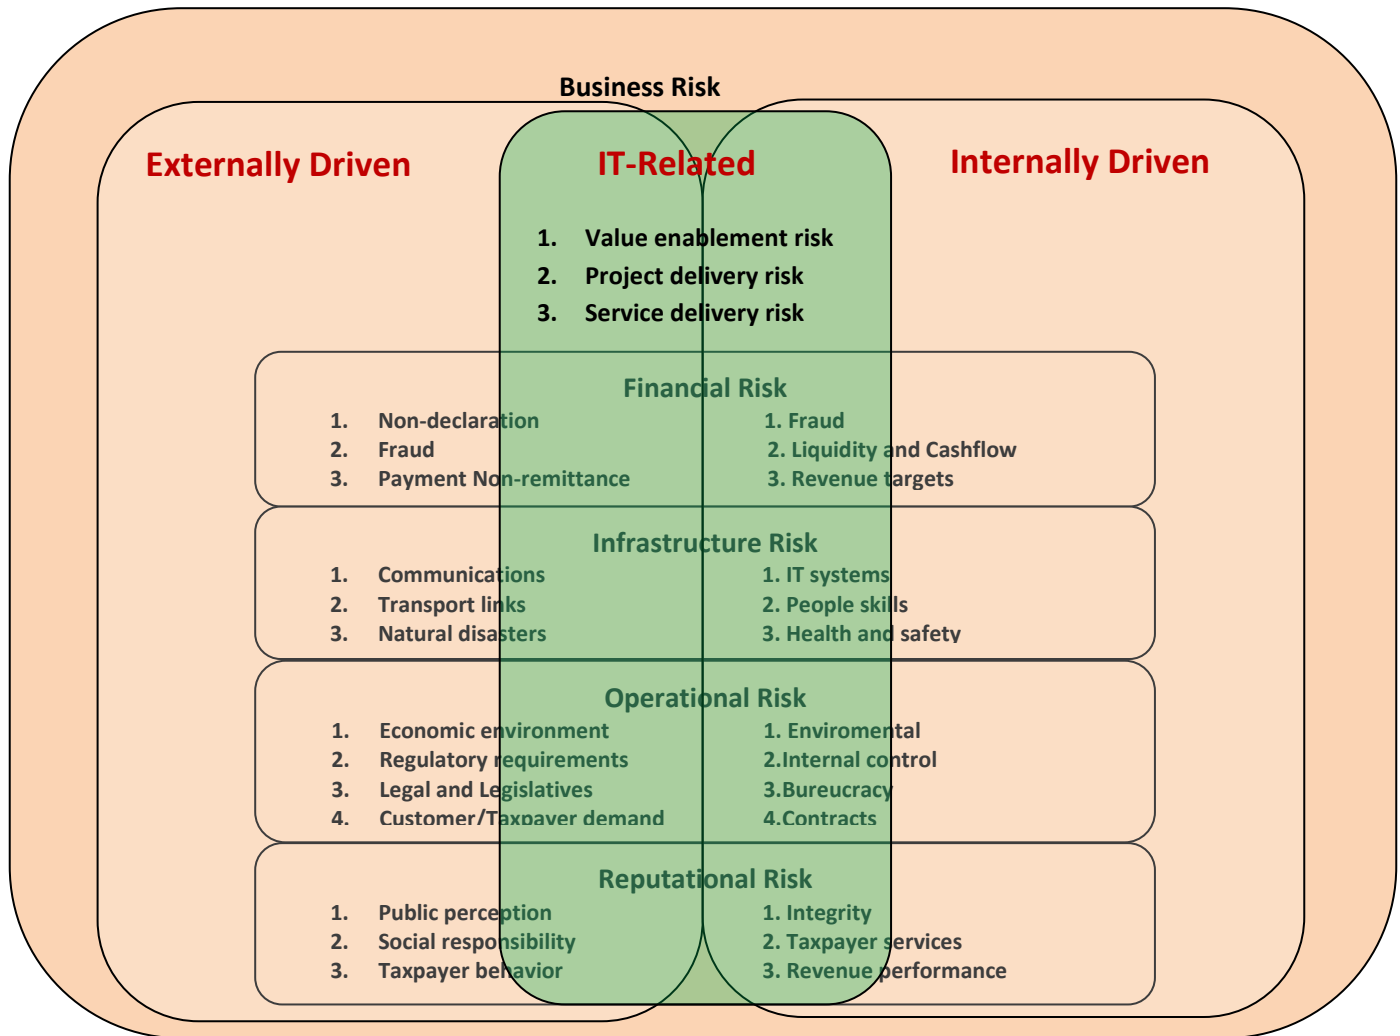 Business Risk
Externally Driven
IT-Related
Internally Driven
1. Value enablement risk
2. Project delivery risk
3. Service delivery risk
Financial Risk
1. Non-declaration
2. Fraud
3. Payment Non-remittance
1. Fraud
2. Liquidity and Cashflow
3. Revenue targets
Infrastructure Risk
1. Communications
2. Transport links
3. Natural disasters
1. IT systems
2. People skills
3. Health and safety
Operational Risk
1. Economic environment
2. Regulatory requirements
3. Legal and Legislatives
4. Customer/Taxpayer demand
1. Enviromental
2.Internal control
3.Bureucracy
4.Contracts
Reputational Risk
1. Public perception
2. Social responsibility
3. Taxpayer behavior
1. Integrity
2. Taxpayer services
3. Revenue performance